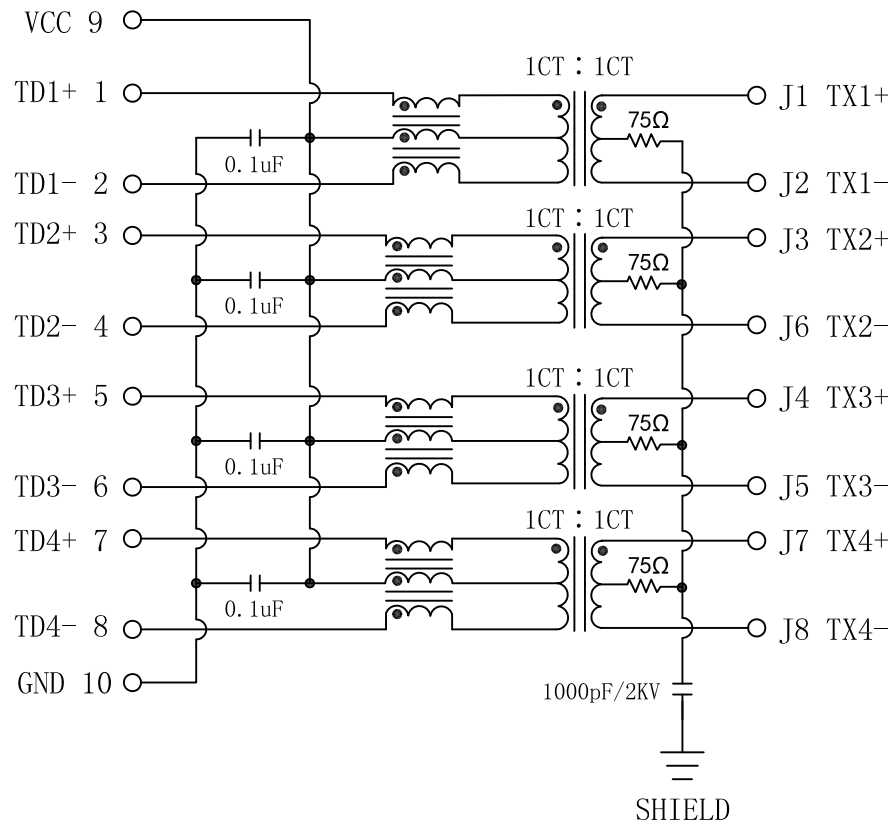 VCC 9
1CT : 1CT
TD1+ 1
J1 TX1+
75Ω
0.1uF
TD1- 2
J2 TX1-
1CT : 1CT
TD2+ 3
J3 TX2+
75Ω
0.1uF
TD2- 4
J6 TX2-
1CT : 1CT
TD3+ 5
J4 TX3+
75Ω
0.1uF
TD3- 6
J5 TX3-
1CT : 1CT
TD4+ 7
J7 TX4+
75Ω
0.1uF
TD4- 8
J8 TX4-
GND 10
1000pF/2KV
SHIELD